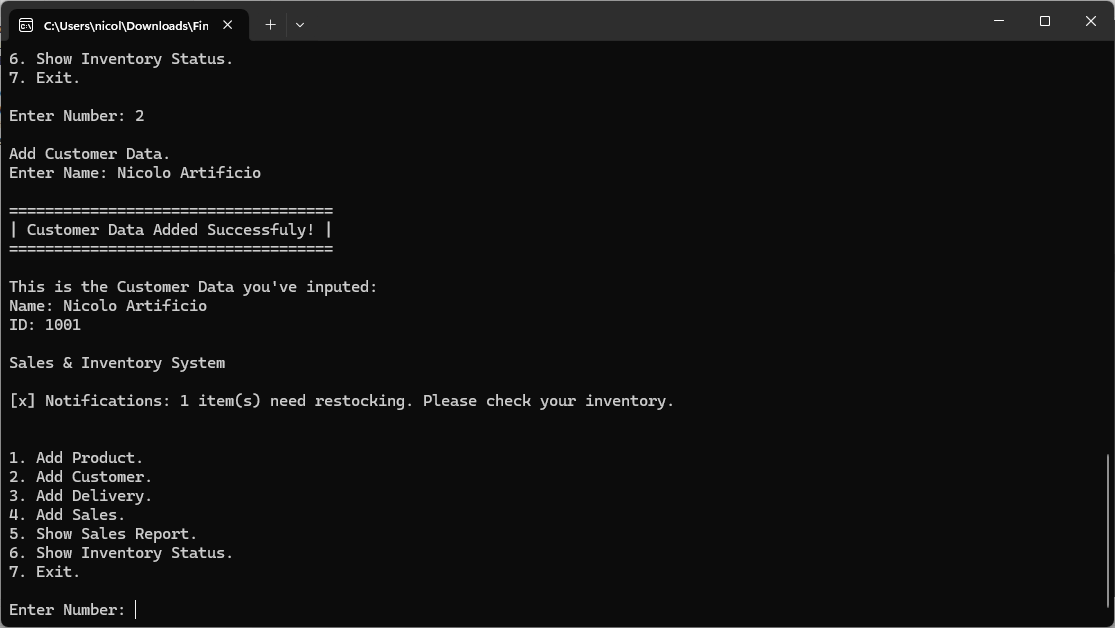 C:\Users\nicol\Downloads\Fin
6. Show Inventory Status.
7. Exit.
Enter Number: 2
Add Customer Data.
Enter Name: Nicolo Artificio
====================================
| Customer Data Added Successfuly! |
====================================
This is the Customer Data you've inputed:
Name: Nicolo Artificio
ID: 1001
Sales & Inventory System
[x] Notifications: 1 item(s) need restocking. Please check your inventory.
1. Add Product.
2. Add Customer.
3. Add Delivery.
4. Add Sales.
5. Show Sales Report.
6. Show Inventory Status.
7. Exit.
Enter Number: